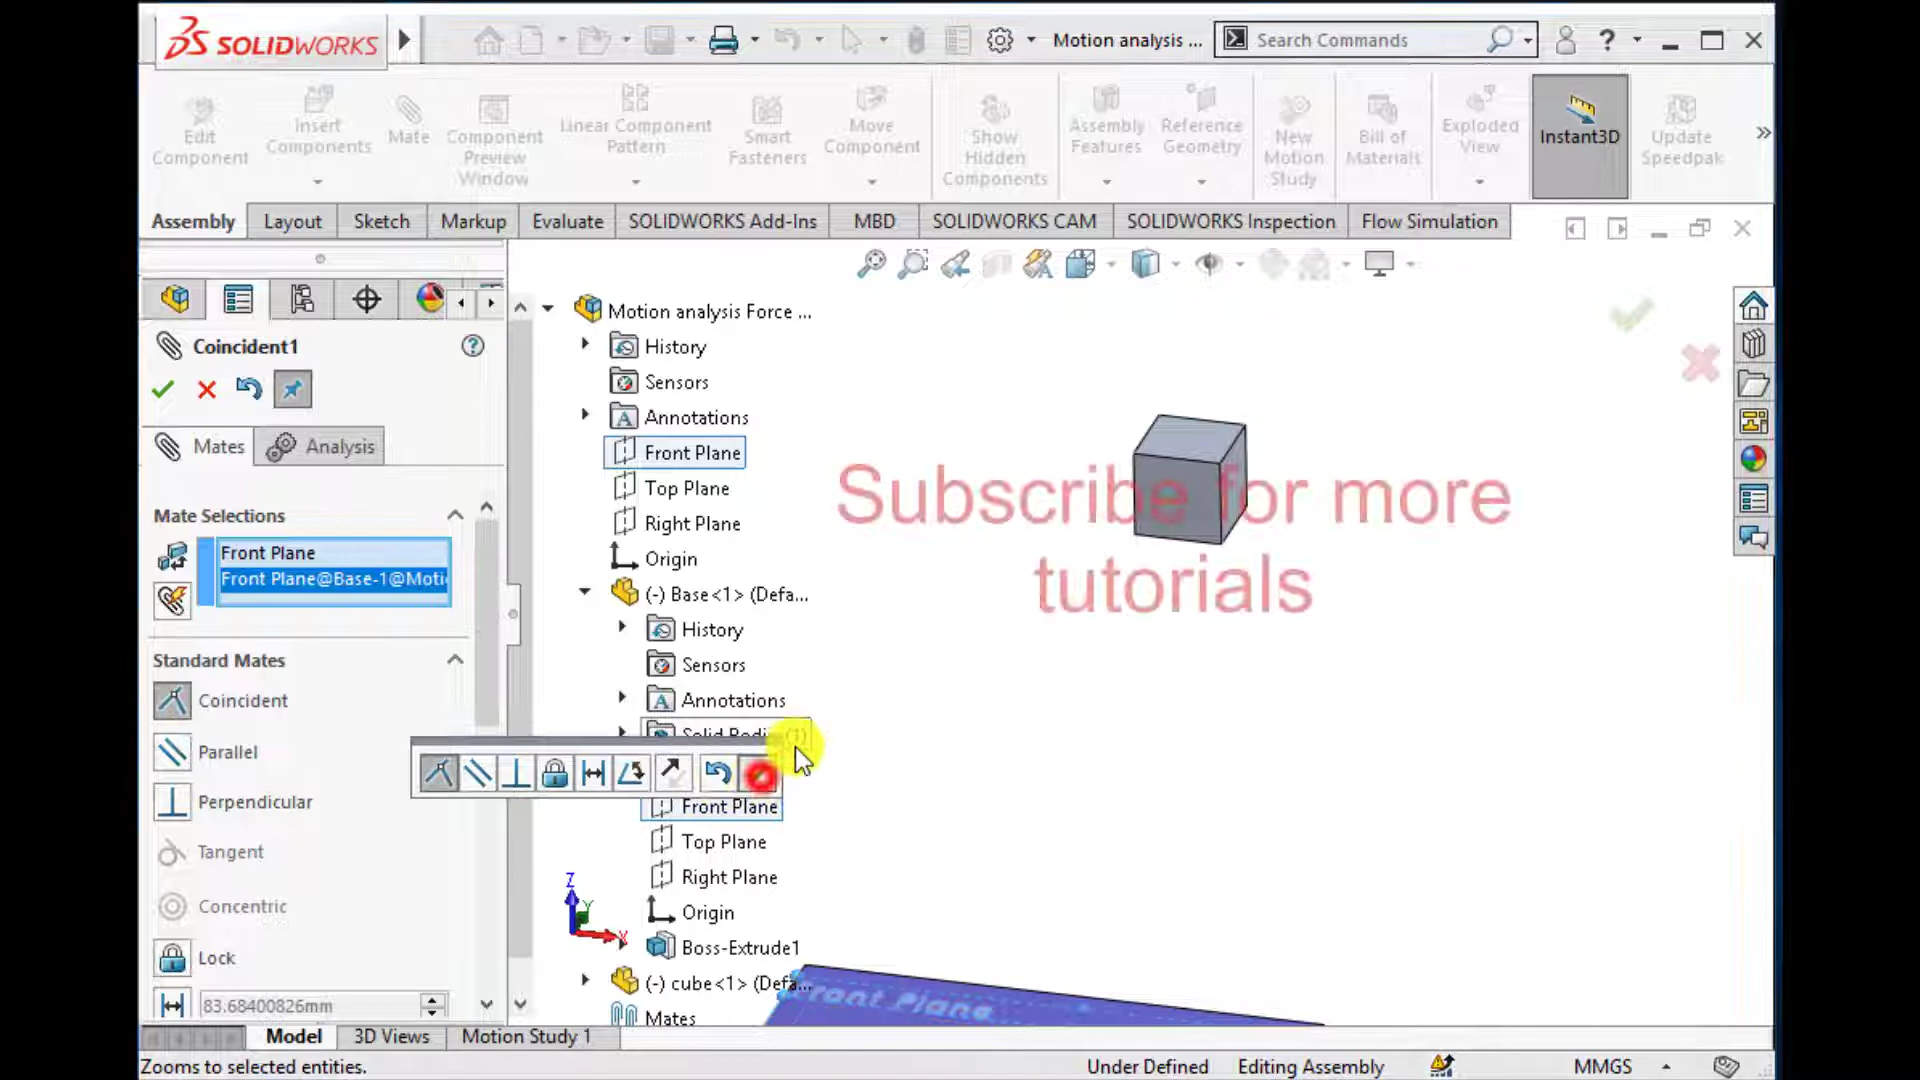 SOLIDWORKS
Motion analysis ...
Search Commands
?
Edit Component
Insert Components
Mate
Component Preview Window
Linear Component Pattern
Smart Fasteners
Move Component
Show Hidden Components
Assembly Features
Reference Geometry
New Motion Study
Bill of Materials
Exploded View
Instant3D
Update Speedpak
Assembly
Layout
Sketch
Markup
Evaluate
SOLIDWORKS Add-Ins
MBD
SOLIDWORKS CAM
SOLIDWORKS Inspection
Flow Simulation
Coincident1
Mates
Analysis
Mate Selections
Front Plane
Front Plane@Base-1@Moti
Standard Mates
Coincident
Parallel
Perpendicular
Tangent
Concentric
Lock
83.68400826mm
Motion analysis Force ...
History
Sensors
Annotations
Front Plane
Top Plane
Right Plane
Origin
(-) Base<1> (Defa...
History
Sensors
Annotations
Front Plane
Top Plane
Right Plane
Origin
Boss-Extrude1
(-) cube<1> (Defa...
Mates
Subscribe for more
tutorials
Front Plane
Z
Y
X
Model
3D Views
Motion Study 1
Zooms to selected entities.
Under Defined
Editing Assembly
MMGS